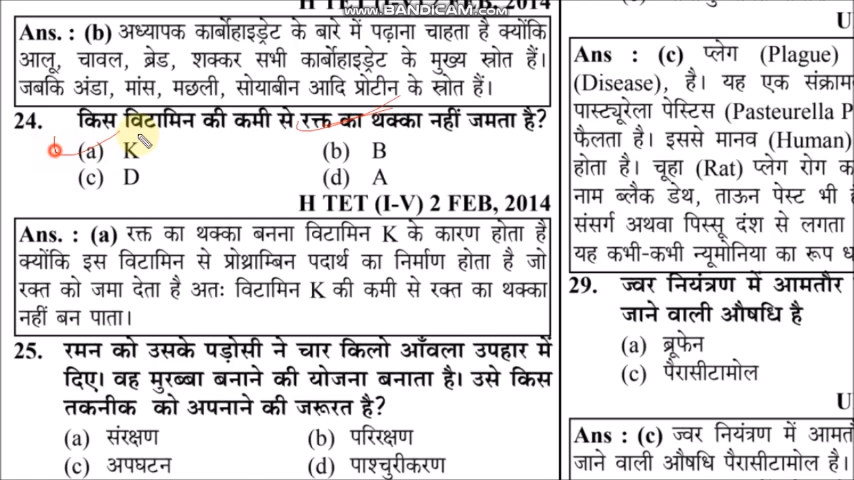 H TET (I-V) 2 FEB, 2014
WWW.BANDICAM.COM
Ans. : (b) अध्यापक कार्बोहाइड्रेट के बारे में पढ़ाना चाहता है क्योंकि
आलू, चावल, ब्रेड, शक्कर सभी कार्बोहाइड्रेट के मुख्य स्रोत हैं।
जबकि अंडा, मांस, मछली, सोयाबीन आदि प्रोटीन के स्रोत हैं।
24. किस विटामिन की कमी से रक्त का थक्का नहीं जमता है?
(a) K (b) B
(c) D (d) A
H TET (I-V) 2 FEB, 2014
Ans. : (a) रक्त का थक्का बनना विटामिन K के कारण होता है
क्योंकि इस विटामिन से प्रोथ्राम्बिन पदार्थ का निर्माण होता है जो
रक्त को जमा देता है अतः विटामिन K की कमी से रक्त का थक्का
नहीं बन पाता।
25. रमन को उसके पड़ोसी ने चार किलो आँवला उपहार में
दिए। वह मुरब्बा बनाने की योजना बनाता है। उसे किस
तकनीक को अपनाने की जरूरत है?
(a) संरक्षण (b) परिरक्षण
(c) अपघटन (d) पाश्चुरीकरण
U
Ans : (c) प्लेग (Plague)
(Disease), है। यह एक संक्राम
पास्ट्यूरेला पेस्टिस (Pasteurella P
फैलता है। इससे मानव (Human)
होता है। चूहा (Rat) प्लेग रोग क
नाम ब्लैक डेथ, ताऊन पेस्ट भी
संसर्ग अथवा पिस्सू दंश से लगता
यह कभी-कभी न्यूमोनिया का रूप ध
29. ज्वर नियंत्रण में आमतौर
जाने वाली औषधि है
(a) ब्रूफेन
(c) पैरासीटामोल
U
Ans : (c) ज्वर नियंत्रण में आमत
जाने वाली औषधि पैरासीटामोल है।